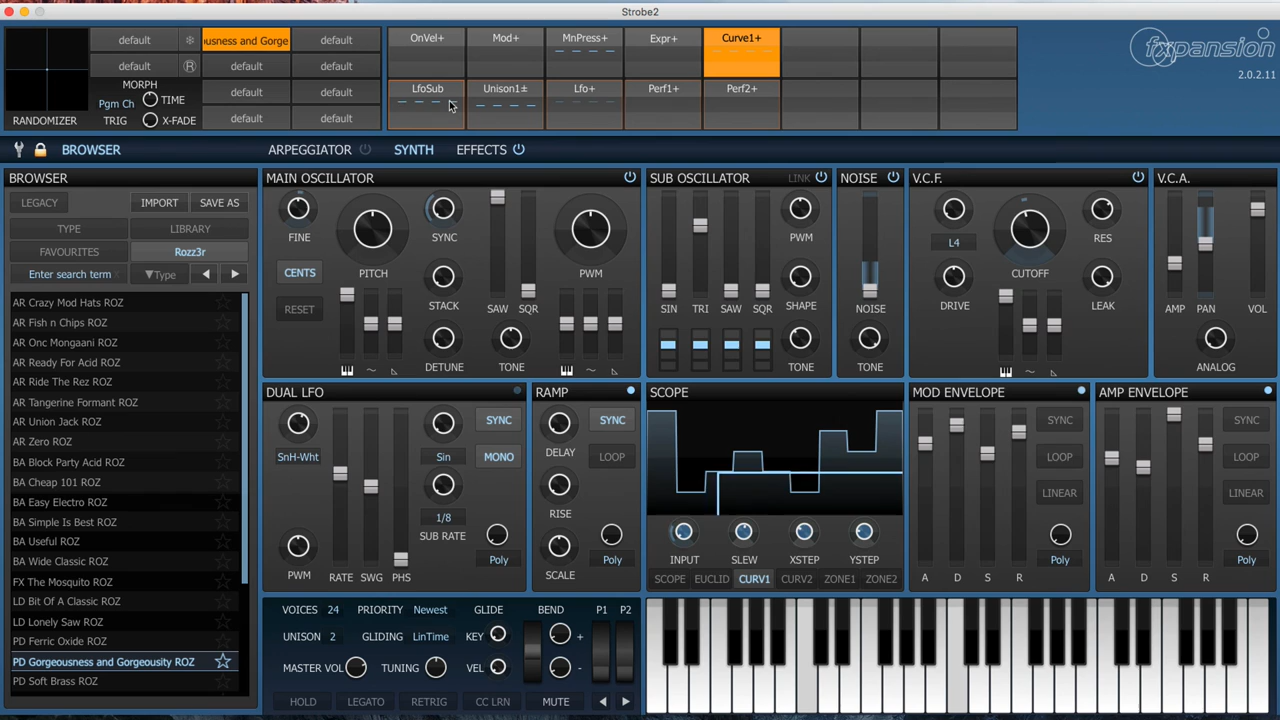 Strobe2
default
ousness and Gorge
default
default
R
default
default
MORPH
Pgm Ch
TIME
default
default
RANDOMIZER
TRIG
X-FADE
default
default
OnVel+
Mod+
MnPress+
Expr+
Curve1+
LfoSub
Unison1±
Lfo+
Perf1+
Perf2+
fxpansion
2.0.2.11
BROWSER
ARPEGGIATOR
SYNTH
EFFECTS
BROWSER
LEGACY
IMPORT
SAVE AS
TYPE
LIBRARY
FAVOURITES
Rozz3r
Enter search term
▼Type
AR Crazy Mod Hats ROZ
AR Fish n Chips ROZ
AR Onc Mongaani ROZ
AR Ready For Acid ROZ
AR Ride The Rez ROZ
AR Tangerine Formant ROZ
AR Union Jack ROZ
AR Zero ROZ
BA Block Party Acid ROZ
BA Cheap 101 ROZ
BA Easy Electro ROZ
BA Simple Is Best ROZ
BA Useful ROZ
BA Wide Classic ROZ
FX The Mosquito ROZ
LD Bit Of A Classic ROZ
LD Lonely Saw ROZ
PD Ferric Oxide ROZ
PD Gorgeousness and Gorgeousity ROZ
PD Soft Brass ROZ
MAIN OSCILLATOR
FINE
SYNC
CENTS
PITCH
PWM
RESET
STACK
SAW
SQR
DETUNE
TONE
SUB OSCILLATOR
LINK
PWM
SIN
TRI
SAW
SQR
SHAPE
TONE
NOISE
NOISE
TONE
V.C.F.
L4
RES
CUTOFF
DRIVE
LEAK
V.C.A.
AMP
PAN
VOL
ANALOG
DUAL LFO
SnH-Wht
Sin
SYNC
MONO
1/8
SUB RATE
PWM
RATE
SWG
PHS
Poly
RAMP
SYNC
DELAY
LOOP
RISE
SCALE
Poly
SCOPE
INPUT
SLEW
XSTEP
YSTEP
SCOPE
EUCLID
CURV1
CURV2
ZONE1
ZONE2
MOD ENVELOPE
SYNC
LOOP
LINEAR
Poly
A
D
S
R
AMP ENVELOPE
SYNC
LOOP
LINEAR
Poly
A
D
S
R
VOICES 24
PRIORITY Newest
GLIDE
BEND
P1
P2
UNISON 2
GLIDING LinTime
KEY
+
MASTER VOL
TUNING
VEL
-
HOLD
LEGATO
RETRIG
CC LRN
MUTE